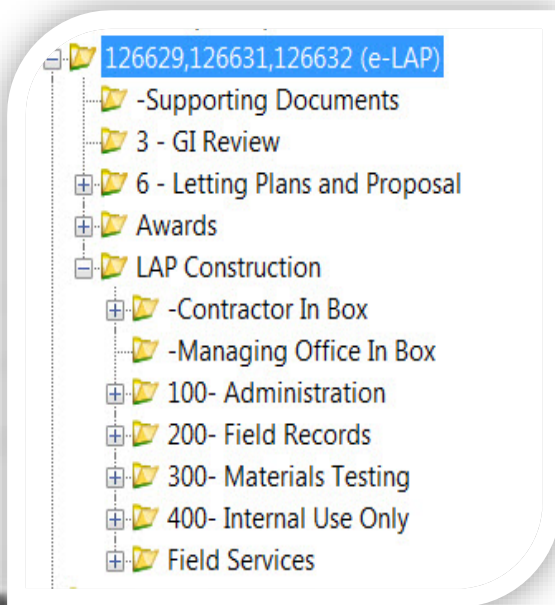 126629,126631,126632 (e-LAP)
-Supporting Documents
3 - GI Review
6 - Letting Plans and Proposal
Awards
LAP Construction
-Contractor In Box
-Managing Office In Box
100- Administration
200- Field Records
300- Materials Testing
400- Internal Use Only
Field Services